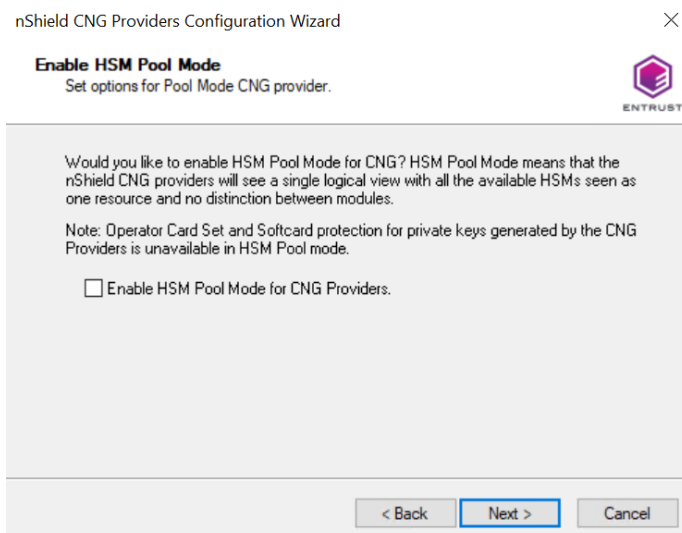 nShield CNG Providers Configuration Wizard
Enable HSM Pool Mode
Set options for Pool Mode CNG provider.
ENTRUST
Would you like to enable HSM Pool Mode for CNG? HSM Pool Mode means that the
nShield CNG providers will see a single logical view with all the available HSMs seen as
one resource and no distinction between modules.
Note: Operator Card Set and Softcard protection for private keys generated by the CNG
Providers is unavailable in HSM Pool mode.
Enable HSM Pool Mode for CNG Providers.
< Back Next > Cancel